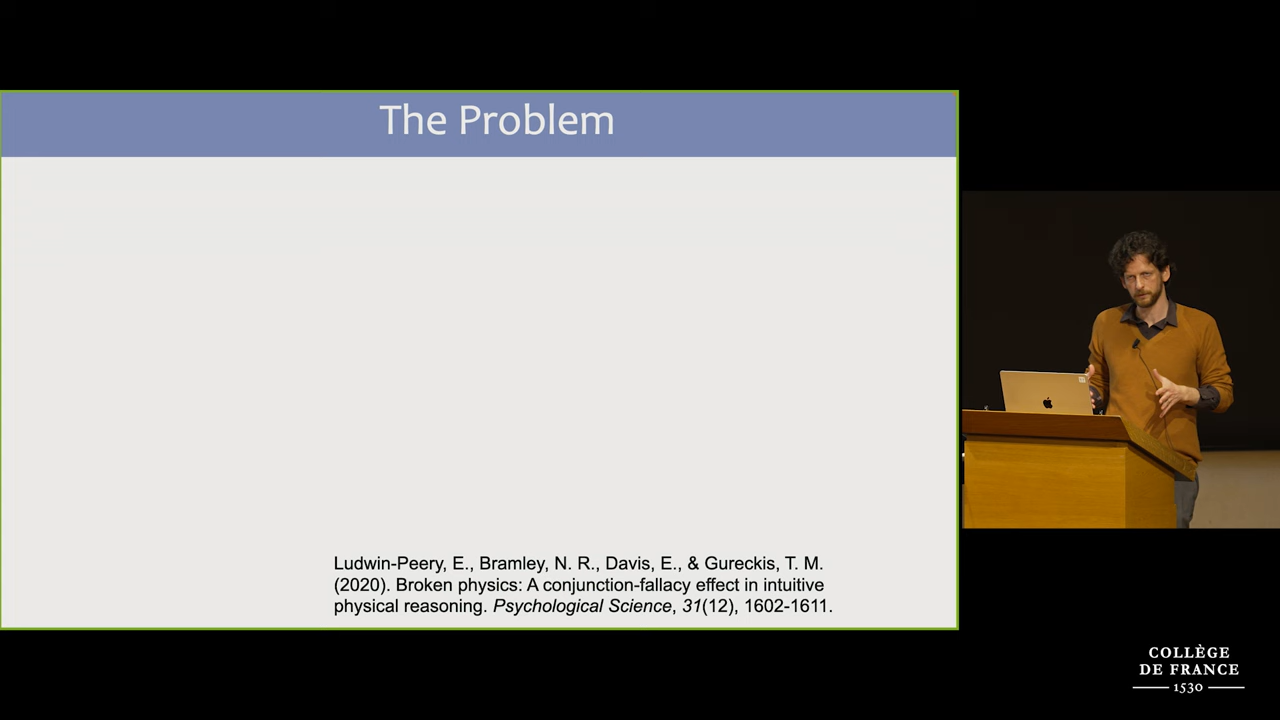 The Problem
Ludwin-Peery, E., Bramley, N. R., Davis, E., & Gureckis, T. M.
(2020). Broken physics: A conjunction-fallacy effect in intuitive
physical reasoning. Psychological Science, 31(12), 1602-1611.
COLLÈGE
DE FRANCE
1530